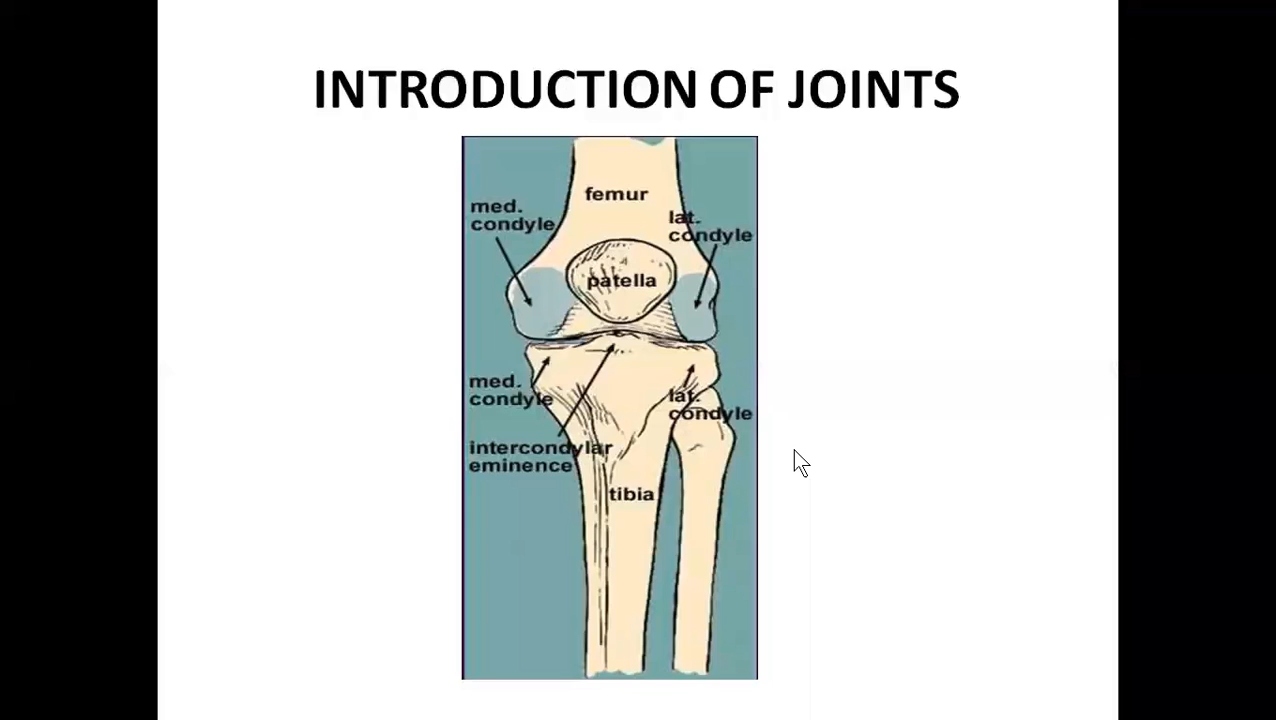 INTRODUCTION OF JOINTS
femur
med.
condyle
lat.
condyle
patella
med.
condyle
lat.
condyle
intercondylar
eminence
tibia